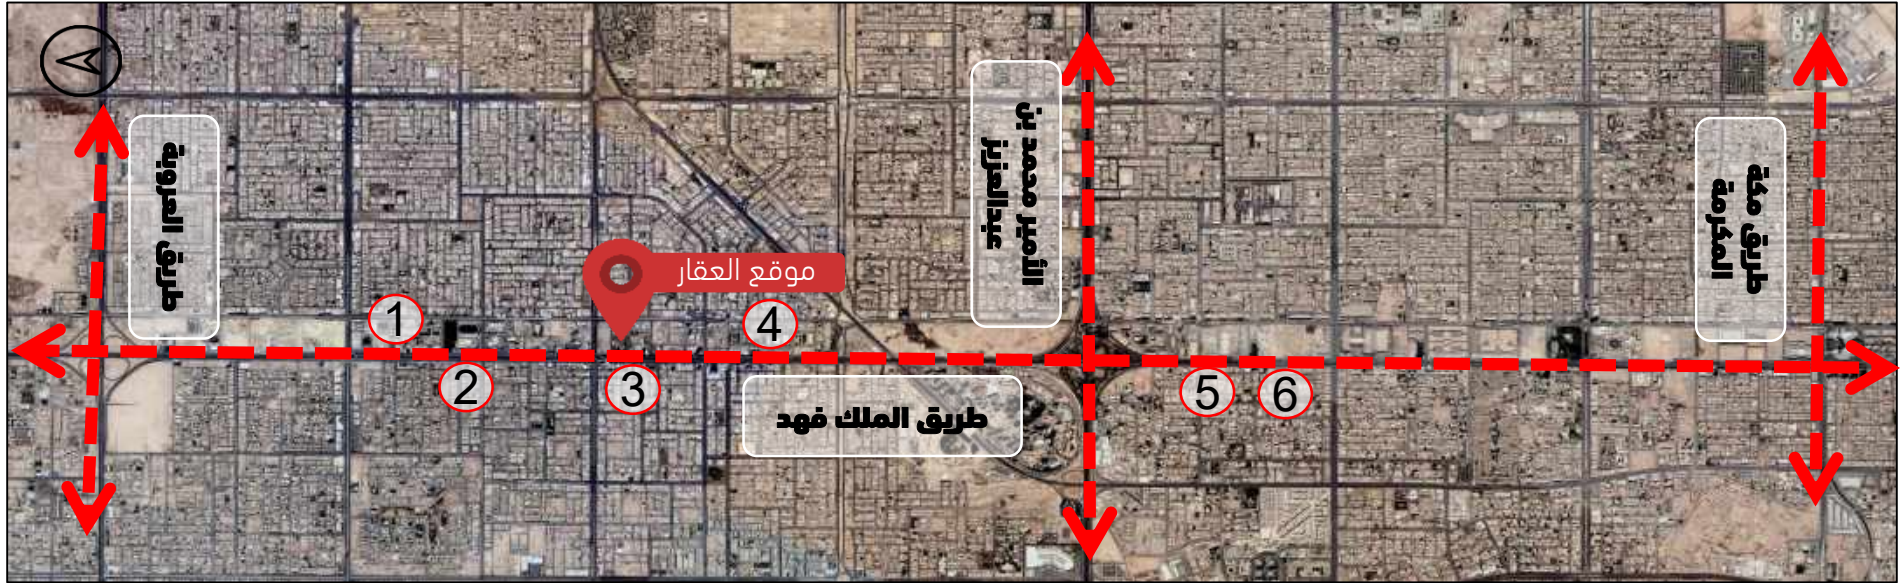 طريق العروبة
موقع العقار
1
2
3
4
الأمير محمد بن
عبدالعزيز
طريق الملك فهد
5
6
طريق مكة
المكرمة